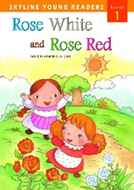 SKYLINE YOUNG READERS
Level
1
Rose White
and Rose Red